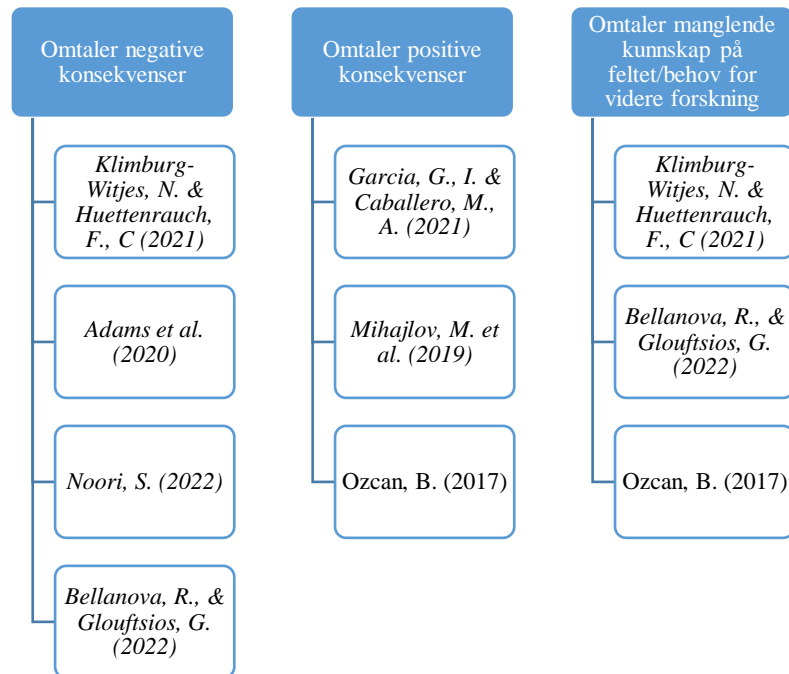 Omtaler negative
konsekvenser
Klimburg-
Witjes, N. &
Huettenrauch,
F., C (2021)
Adams et al.
(2020)
Noori, S. (2022)
Bellanova, R., &
Glouftsios, G.
(2022)
Omtaler positive
konsekvenser
Garcia, G., I. &
Caballero, M.,
A. (2021)
Mihajlov, M. et
al. (2019)
Ozcan, B. (2017)
Omtaler manglende
kunnskap på
feltet/behov for
videre forskning
Klimburg-
Witjes, N. &
Huettenrauch,
F., C (2021)
Bellanova, R., &
Glouftsios, G.
(2022)
Ozcan, B. (2017)